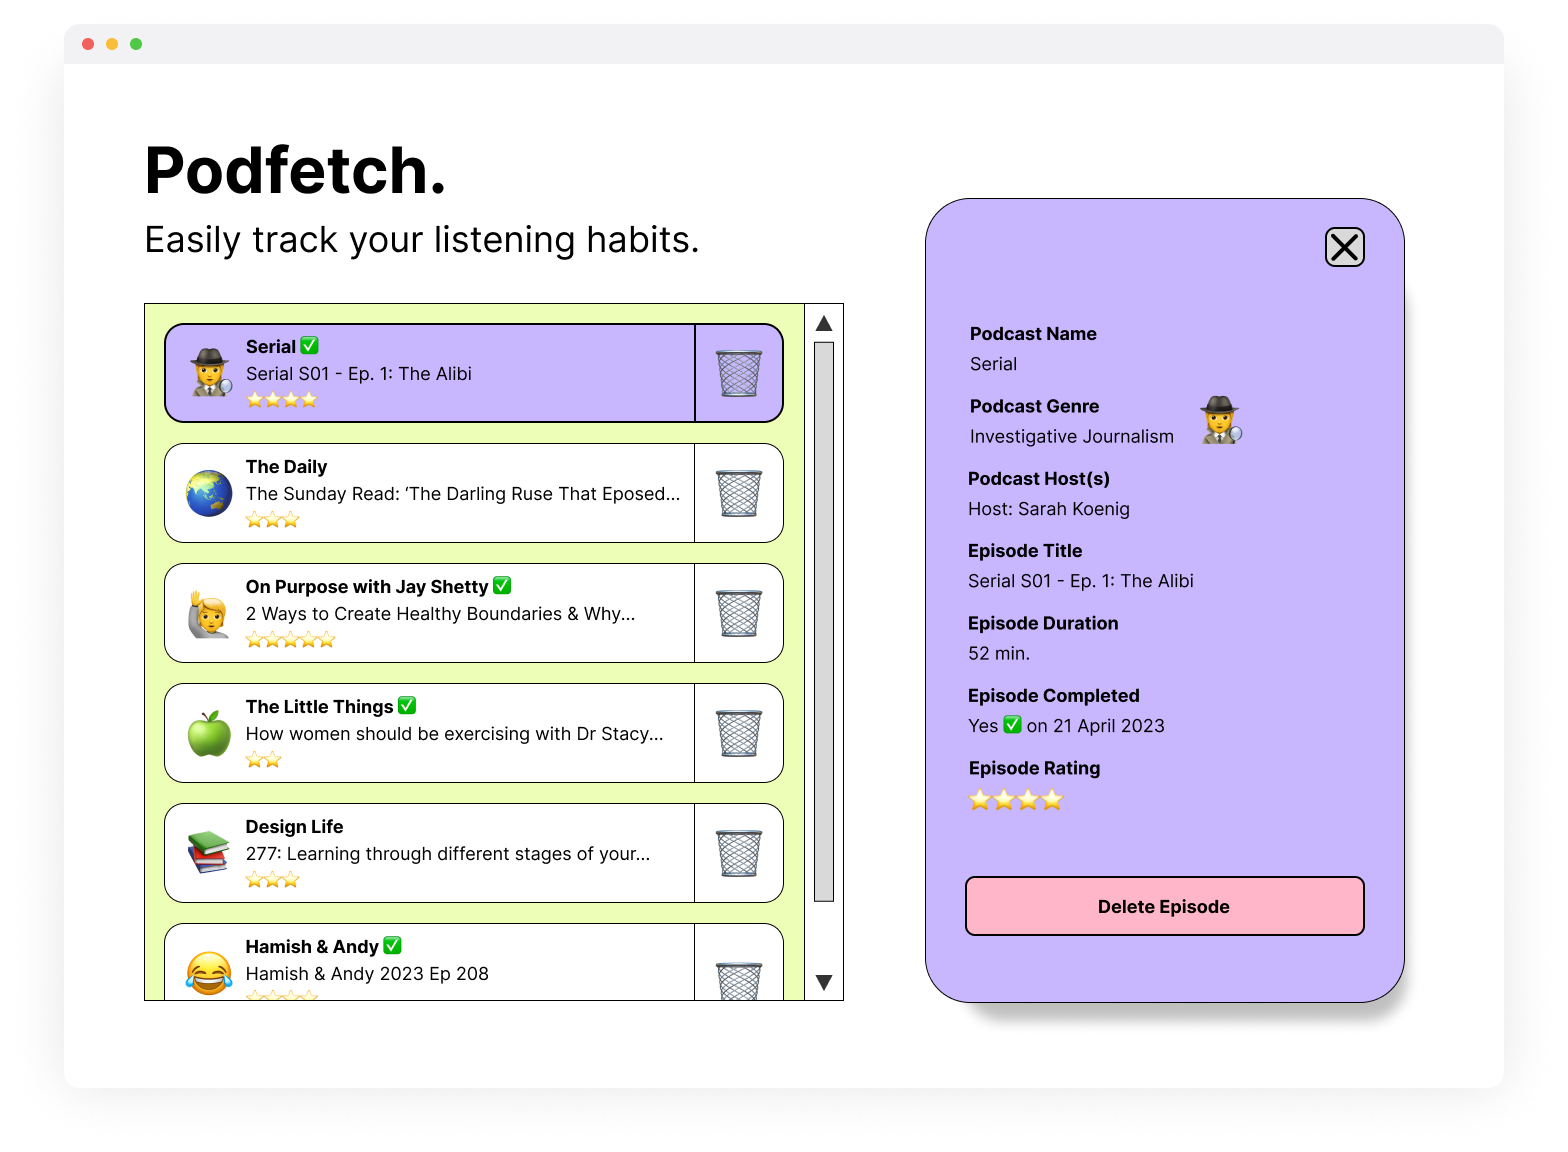 Podfetch.
Easily track your listening habits.
Serial ✅
Serial S01 - Ep. 1: The Alibi
The Daily
The Sunday Read: ‘The Darling Ruse That Eposed...
On Purpose with Jay Shetty ✅
2 Ways to Create Healthy Boundaries & Why...
The Little Things ✅
How women should be exercising with Dr Stacy...
Design Life
277: Learning through different stages of your...
Hamish & Andy ✅
Hamish & Andy 2023 Ep 208
Podcast Name
Serial
Podcast Genre
Investigative Journalism
Podcast Host(s)
Host: Sarah Koenig
Episode Title
Serial S01 - Ep. 1: The Alibi
Episode Duration
52 min.
Episode Completed
Yes ✅ on 21 April 2023
Episode Rating
Delete Episode